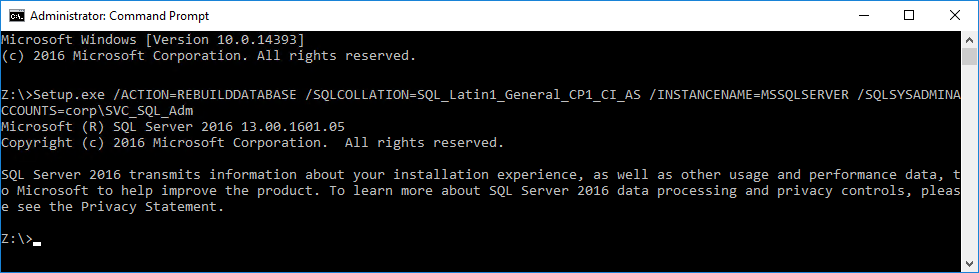 Administrator: Command Prompt
Microsoft Windows [Version 10.0.14393]
(c) 2016 Microsoft Corporation. All rights reserved.
Z:\>Setup.exe /ACTION=REBUILDDATABASE /SQLCOLLATION=SQL_Latin1_General_CP1_CI_AS /INSTANCENAME=MSSQLSERVER /SQLSYSADMINA
CCOUNTS=corp\SVC_SQL_Adm
Microsoft (R) SQL Server 2016 13.00.1601.05
Copyright (c) 2016 Microsoft Corporation.  All rights reserved.
SQL Server 2016 transmits information about your installation experience, as well as other usage and performance data, t
o Microsoft to help improve the product. To learn more about SQL Server 2016 data processing and privacy controls, pleas
e see the Privacy Statement.
Z:\>